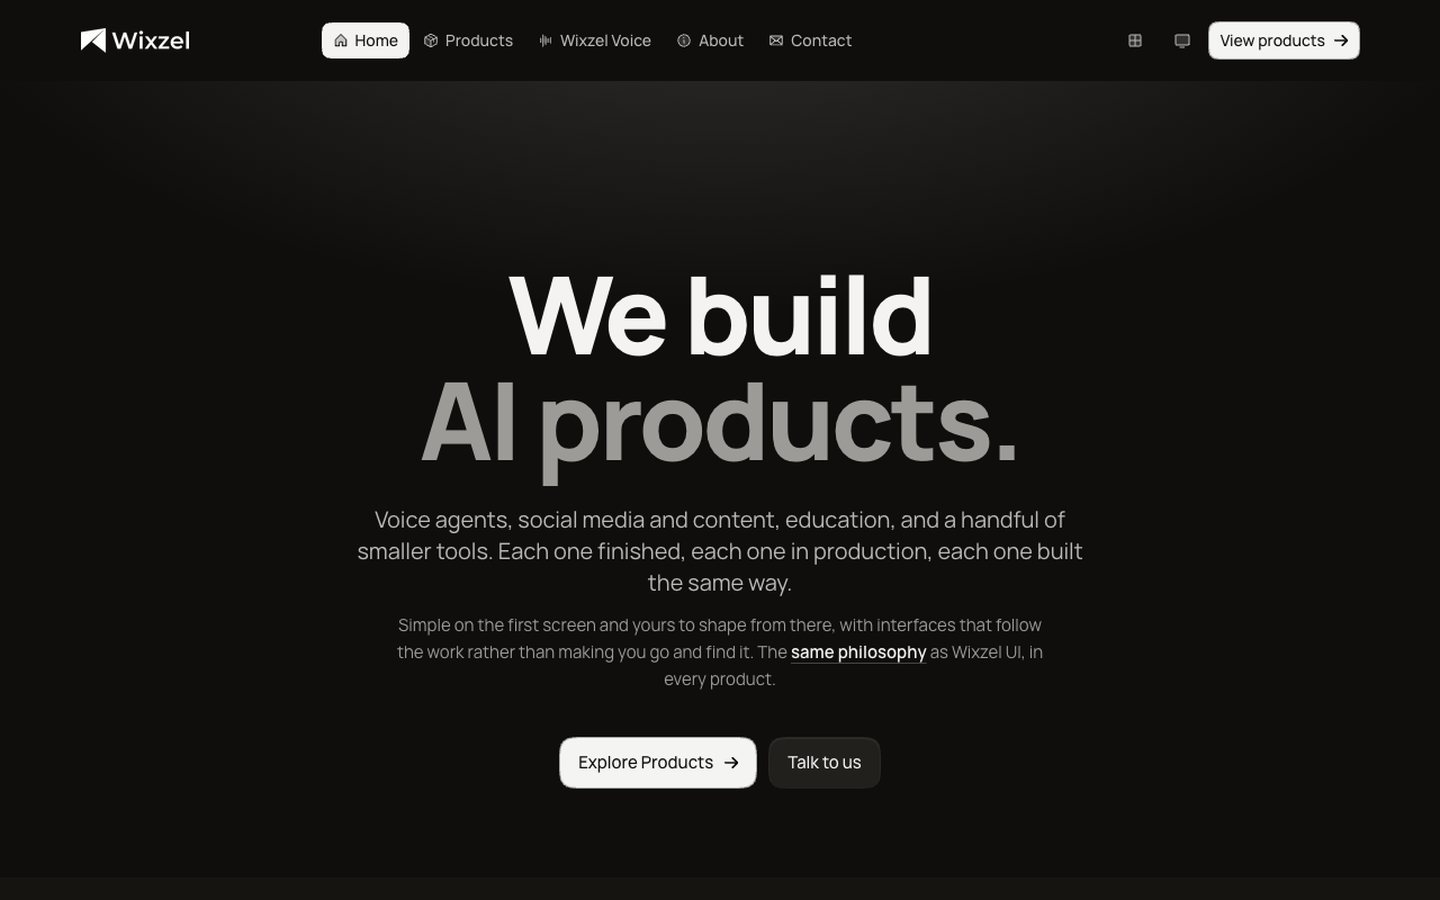 Wixzel
Home
Products
Wixzel Voice
About
Contact
View products
We build
AI products.
Voice agents, social media and content, education, and a handful of
smaller tools. Each one finished, each one in production, each one built
the same way.
Simple on the first screen and yours to shape from there, with interfaces that follow
the work rather than making you go and find it. The same philosophy as Wixzel UI, in
every product.
Explore Products
Talk to us